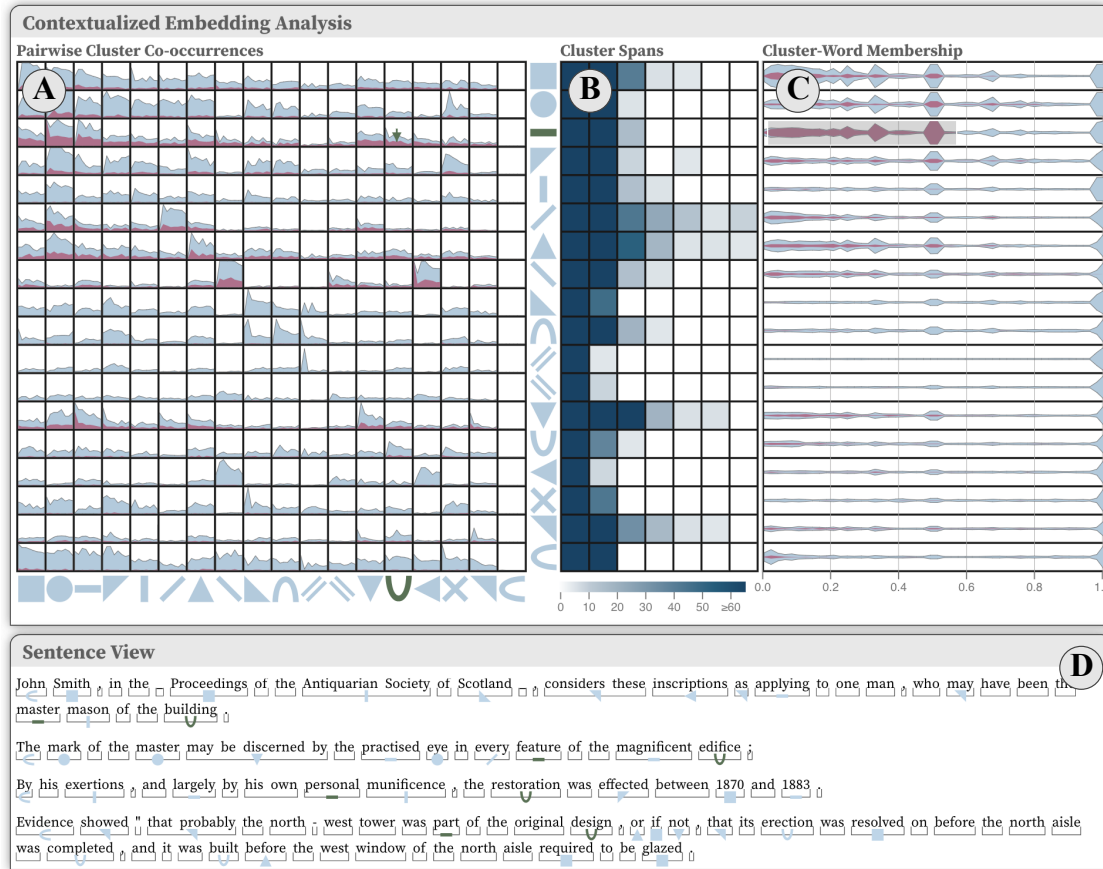 Contextualized Embedding Analysis
Pairwise Cluster Co-occurrences Cluster Spans Cluster-Word Membership
A B C
0 10 20 30 40 50 ≥60 0.0 0.2 0.4 0.6 0.8 1.
Sentence View
D
John Smith , in the _ Proceedings of the Antiquarian Society of Scotland _ , considers these inscriptions as applying to one man , who may have been the
master mason of the building .
The mark of the master may be discerned by the practised eye in every feature of the magnificent edifice ;
By his exertions , and largely by his own personal munificence , the restoration was effected between 1870 and 1883 .
Evidence showed " that probably the north - west tower was part of the original design , or if not , that its erection was resolved on before the north aisle
was completed , and it was built before the west window of the north aisle required to be glazed .